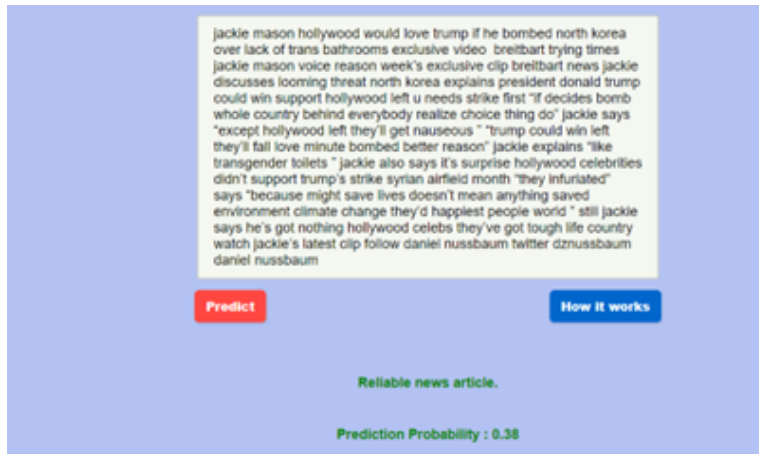 jackie mason hollywood would love trump if he bombed north korea
over lack of trans bathrooms exclusive video breitbart trying times
jackie mason voice reason week's exclusive clip breitbart news jackie
discusses looming threat north korea explains president donald trump
could win support hollywood left u needs strike first "if decides bomb
whole country behind everybody realize choice thing do" jackie says
"except hollywood left they'll get nauseous " "trump could win left
they'll fall love minute bombed better reason" jackie explains "like
transgender toilets " jackie also says it's surprise hollywood celebrities
didn't support trump's strike syrian airfield month "they infuriated"
says "because might save lives doesn't mean anything saved
environment climate change they'd happiest people world " still jackie
says he's got nothing hollywood celebs they've got tough life country
watch jackie's latest clip follow daniel nussbaum twitter dznussbaum
daniel nussbaum
Predict
How it works
Reliable news article.
Prediction Probability : 0.38